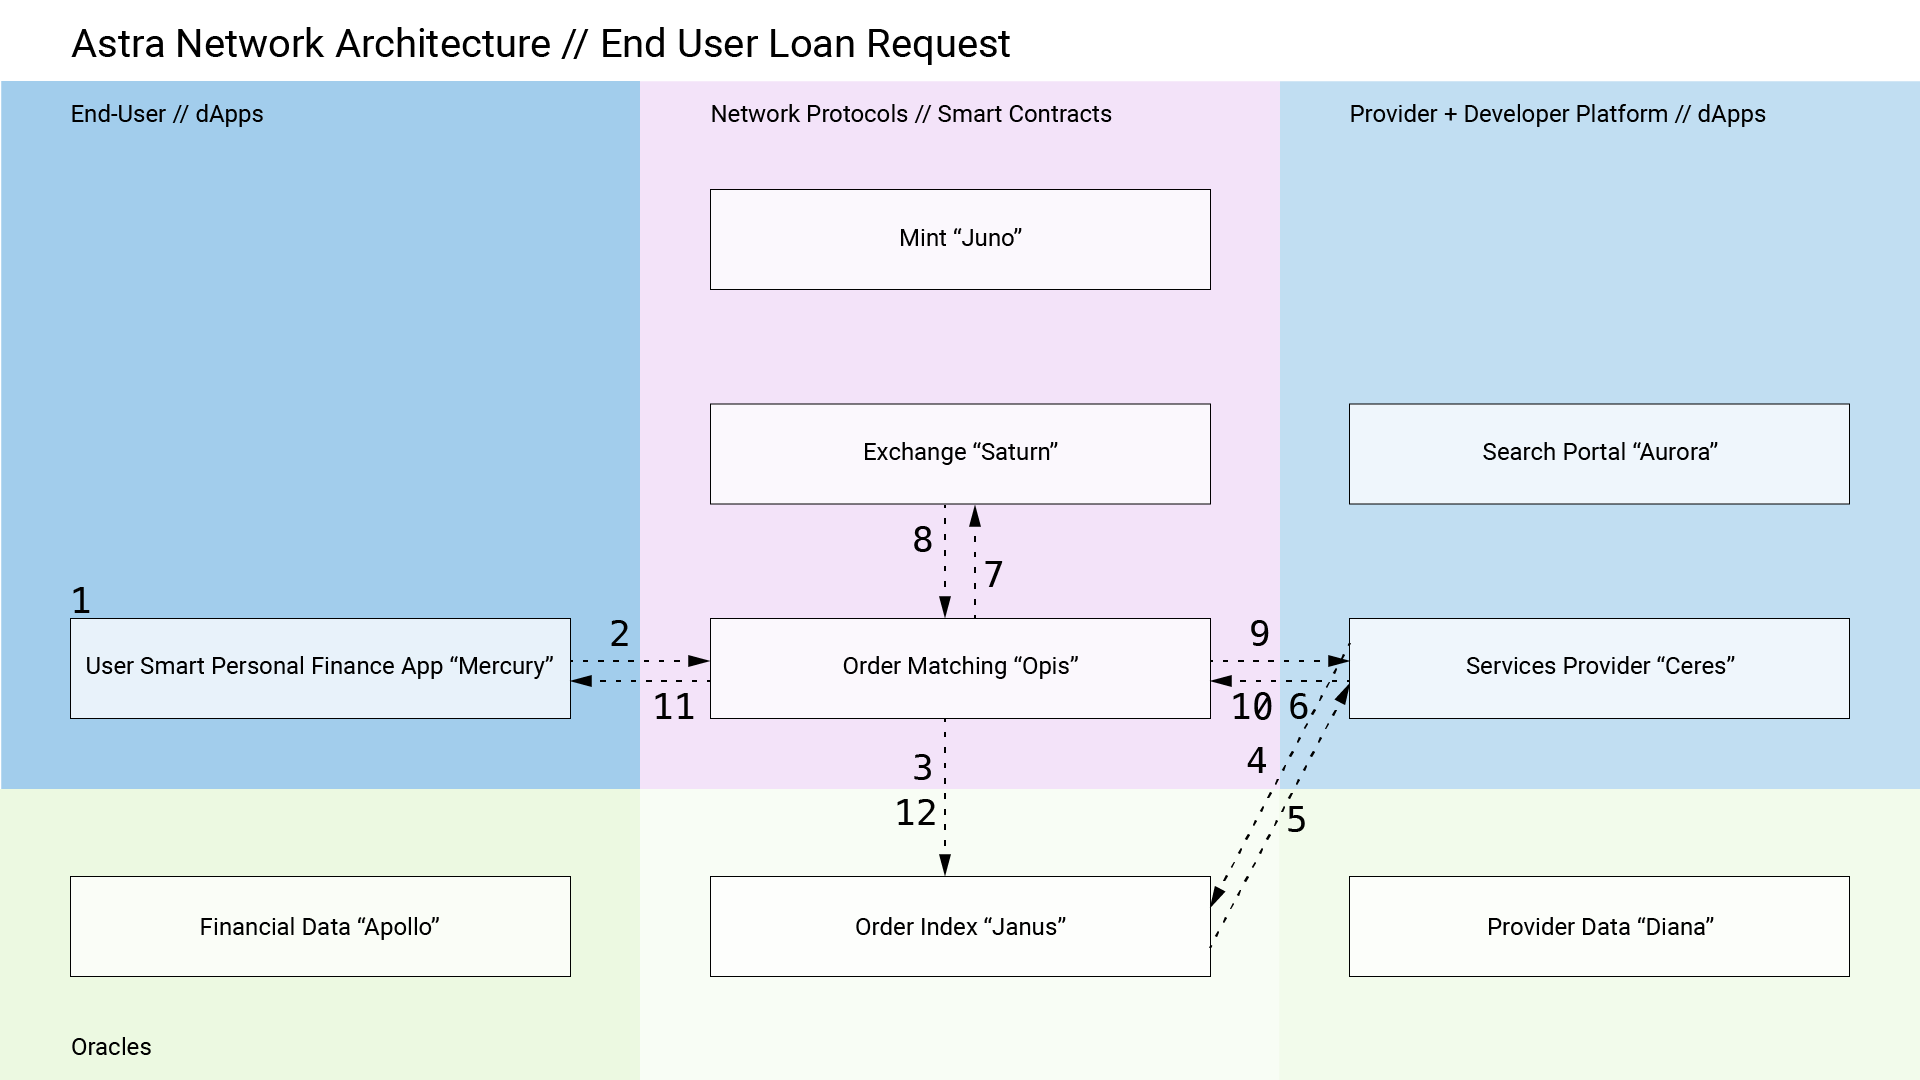 Astra Network Architecture // End User Loan Request
End-User // dApps
Network Protocols // Smart Contracts
Provider + Developer Platform // dApps
Mint “Juno”
Exchange “Saturn”
Search Portal “Aurora”
8
7
1
2
9
User Smart Personal Finance App “Mercury”
Order Matching “Opis”
Services Provider “Ceres”
11
10
6
3
4
12
5
Financial Data “Apollo”
Order Index “Janus”
Provider Data “Diana”
Oracles